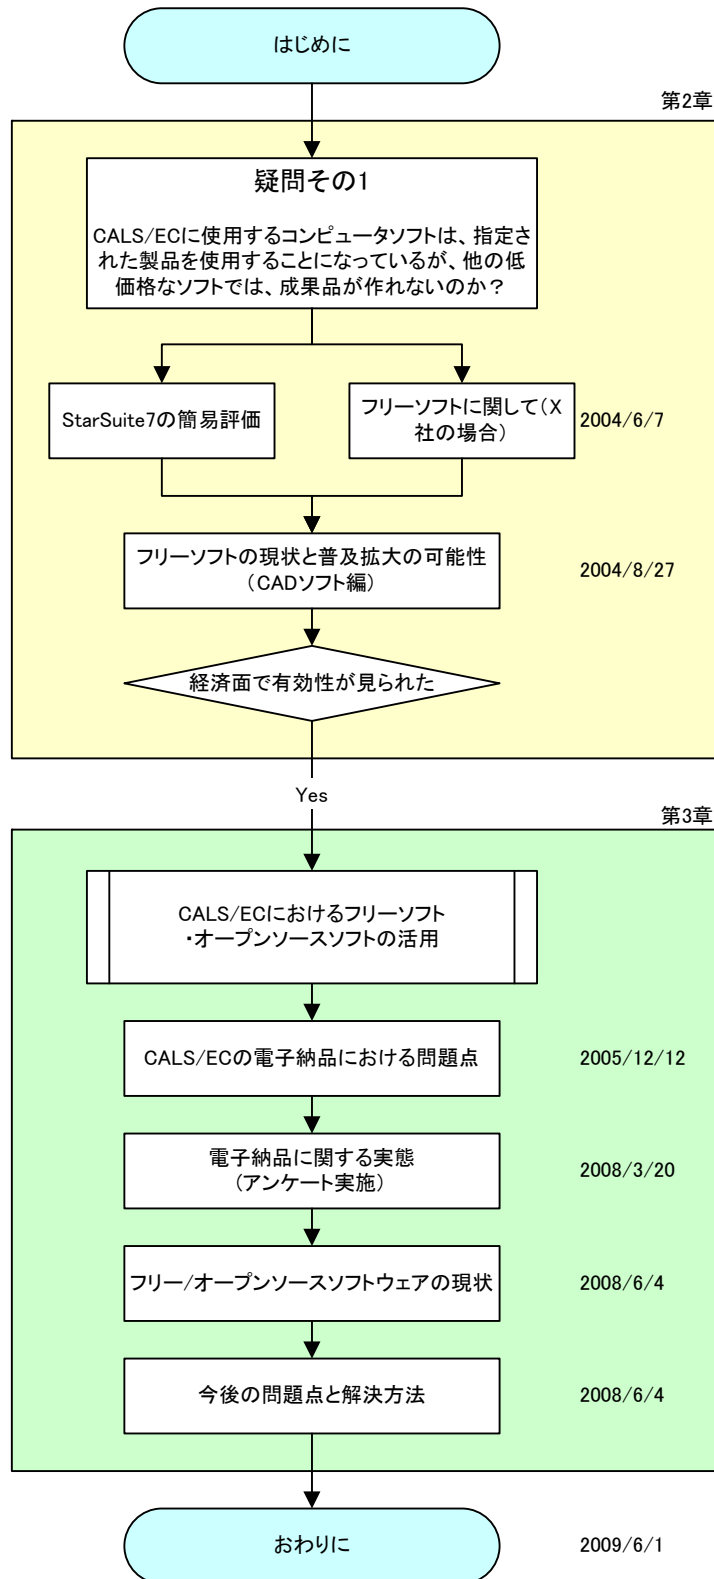 はじめに
第2章
疑問その1
CALS/ECに使用するコンピュータソフトは、指定さ
れた製品を使用することになっているが、他の低
価格なソフトでは、成果品が作れないのか？
StarSuite7の簡易評価
フリーソフトに関して（X
社の場合）
2004/6/7
フリーソフトの現状と普及拡大の可能性
（CADソフト編）
2004/8/27
経済面で有効性が見られた
Yes
第3章
CALS/ECにおけるフリーソフト
・オープンソースソフトの活用
CALS/ECの電子納品における問題点
2005/12/12
電子納品に関する実態
（アンケート実施）
2008/3/20
フリー/オープンソースソフトウェアの現状
2008/6/4
今後の問題点と解決方法
2008/6/4
おわりに
2009/6/1